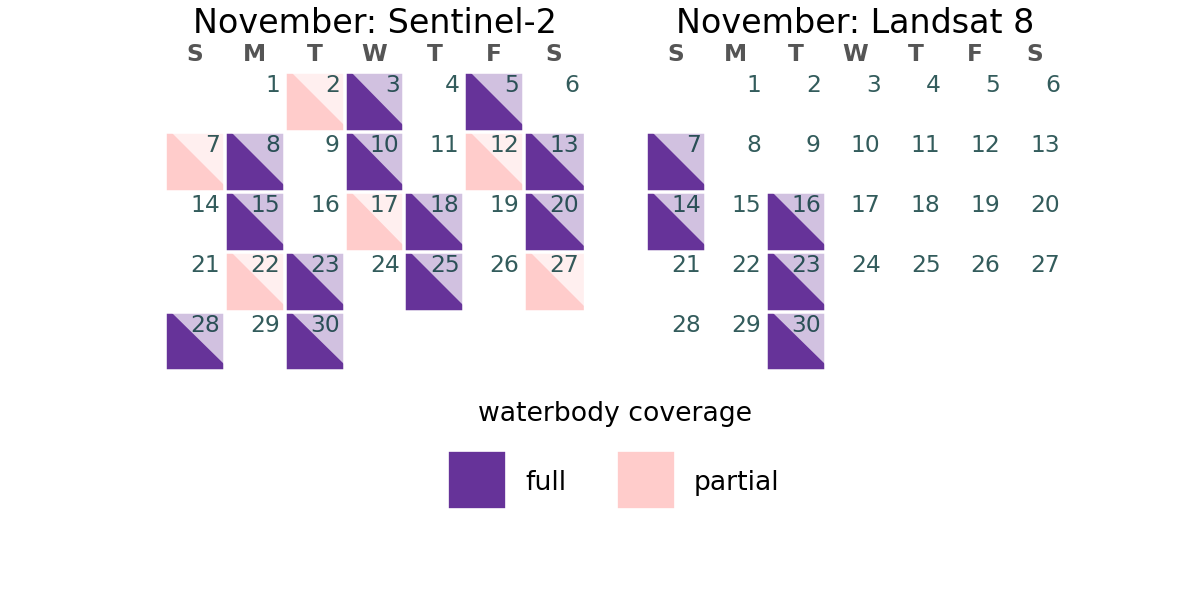 November: Sentinel-2
S M T W T F S
1 2 3 4 5 6
7 8 9 10 11 12 13
14 15 16 17 18 19 20
21 22 23 24 25 26 27
28 29 30
November: Landsat 8
S M T W T F S
1 2 3 4 5 6
7 8 9 10 11 12 13
14 15 16 17 18 19 20
21 22 23 24 25 26 27
28 29 30
waterbody coverage
full partial